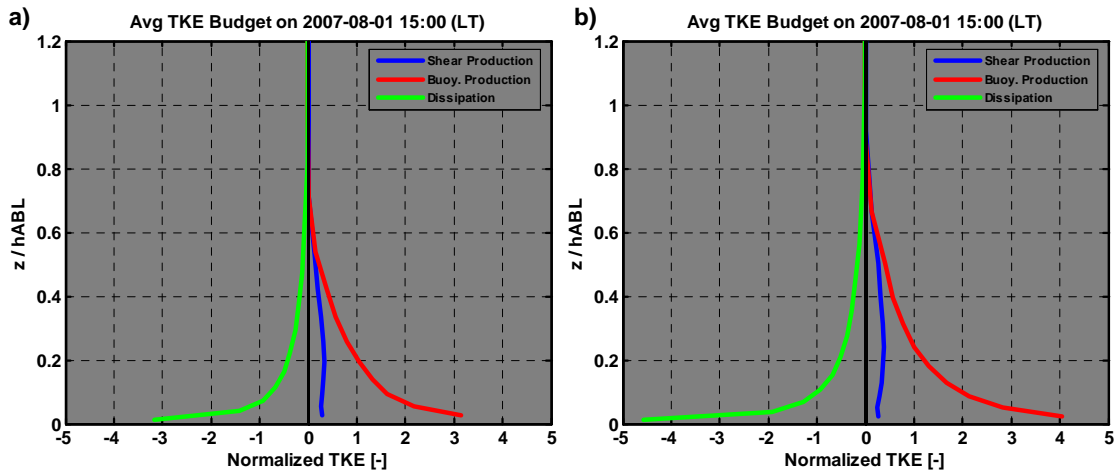 a)
Avg TKE Budget on 2007-08-01 15:00 (LT)
1.2
1
0.8
0.6
0.4
0.2
0
z / hABL
Shear Production
Buoy. Production
Dissipation
-5 -4 -3 -2 -1 0 1 2 3 4 5
Normalized TKE [-]
b)
Avg TKE Budget on 2007-08-01 15:00 (LT)
1.2
1
0.8
0.6
0.4
0.2
0
z / hABL
Shear Production
Buoy. Production
Dissipation
-5 -4 -3 -2 -1 0 1 2 3 4 5
Normalized TKE [-]